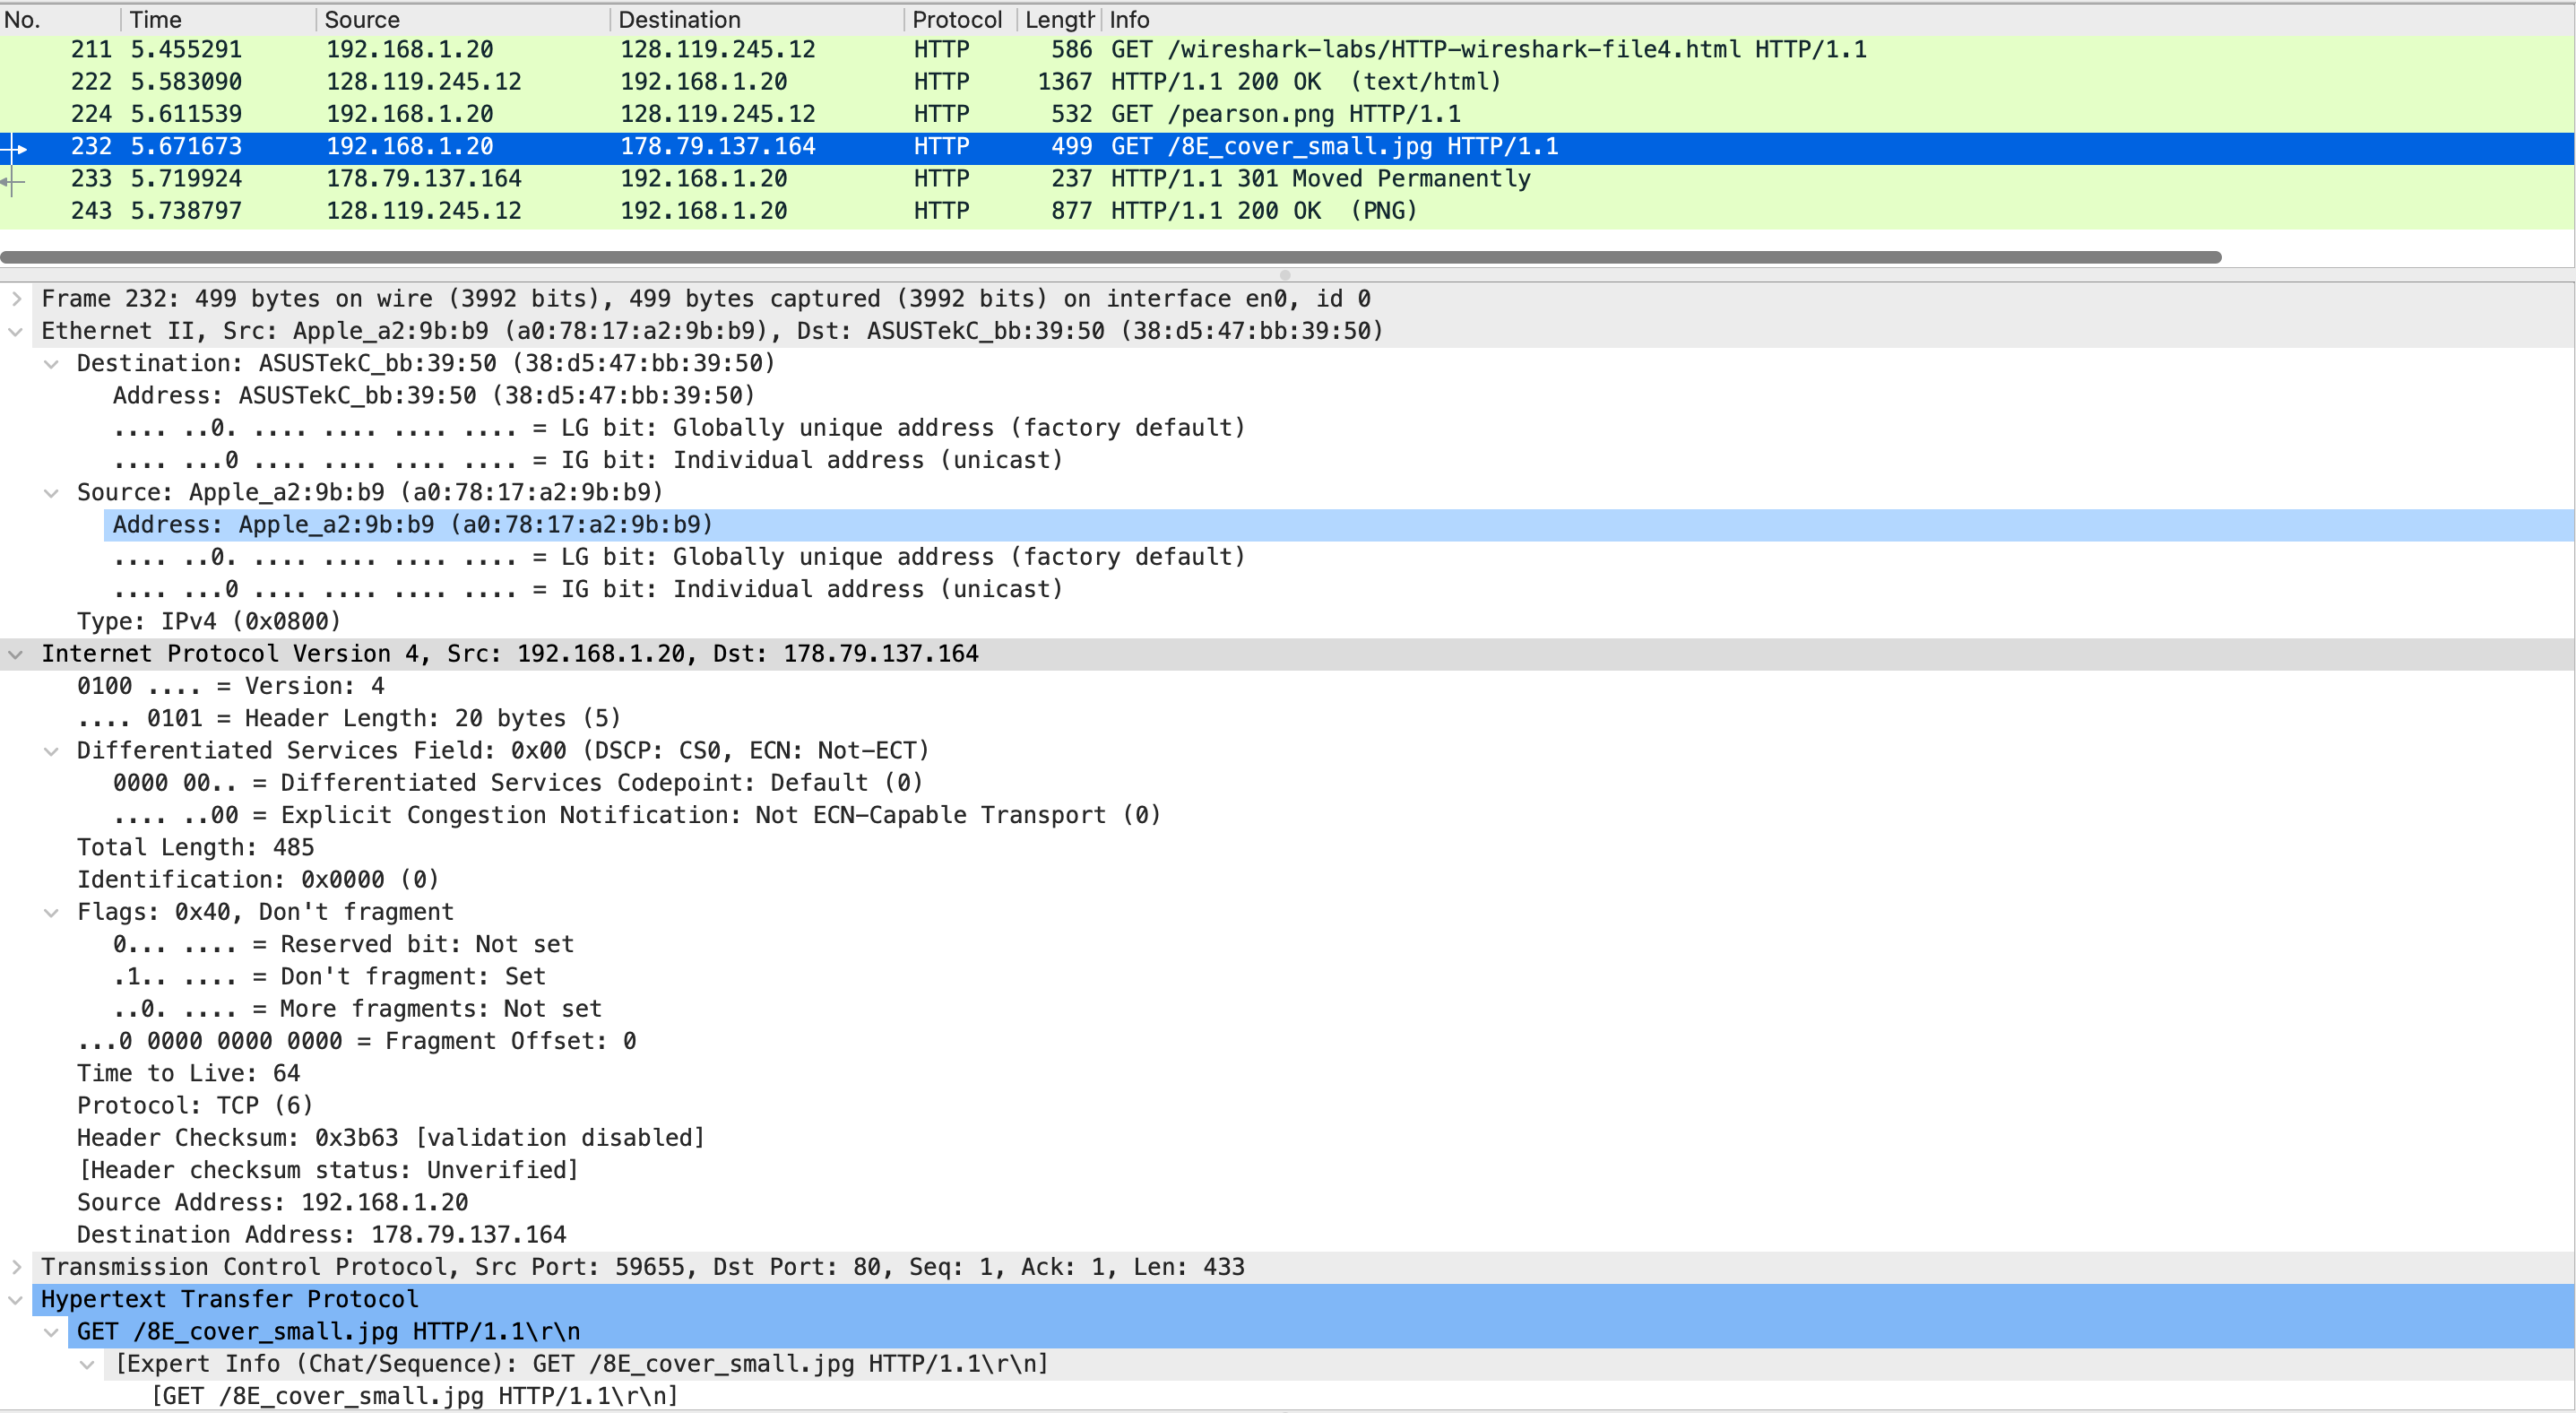 No. Time Source Destination Protocol Length Info
211 5.455291 192.168.1.20 128.119.245.12 HTTP 586 GET /wireshark-labs/HTTP-wireshark-file4.html HTTP/1.1
222 5.583090 128.119.245.12 192.168.1.20 HTTP 1367 HTTP/1.1 200 OK (text/html)
224 5.611539 192.168.1.20 128.119.245.12 HTTP 532 GET /pearson.png HTTP/1.1
232 5.671673 192.168.1.20 178.79.137.164 HTTP 499 GET /8E_cover_small.jpg HTTP/1.1
233 5.719924 178.79.137.164 192.168.1.20 HTTP 237 HTTP/1.1 301 Moved Permanently
243 5.738797 128.119.245.12 192.168.1.20 HTTP 877 HTTP/1.1 200 OK (PNG)
Frame 232: 499 bytes on wire (3992 bits), 499 bytes captured (3992 bits) on interface en0, id 0
Ethernet II, Src: Apple_a2:9b:b9 (a0:78:17:a2:9b:b9), Dst: ASUSTekC_bb:39:50 (38:d5:47:bb:39:50)
Destination: ASUSTekC_bb:39:50 (38:d5:47:bb:39:50)
Address: ASUSTekC_bb:39:50 (38:d5:47:bb:39:50)
.... ..0. .... .... .... .... = LG bit: Globally unique address (factory default)
.... ...0 .... .... .... .... = IG bit: Individual address (unicast)
Source: Apple_a2:9b:b9 (a0:78:17:a2:9b:b9)
Address: Apple_a2:9b:b9 (a0:78:17:a2:9b:b9)
.... ..0. .... .... .... .... = LG bit: Globally unique address (factory default)
.... ...0 .... .... .... .... = IG bit: Individual address (unicast)
Type: IPv4 (0x0800)
Internet Protocol Version 4, Src: 192.168.1.20, Dst: 178.79.137.164
0100 .... = Version: 4
.... 0101 = Header Length: 20 bytes (5)
Differentiated Services Field: 0x00 (DSCP: CS0, ECN: Not-ECT)
0000 00.. = Differentiated Services Codepoint: Default (0)
.... ..00 = Explicit Congestion Notification: Not ECN-Capable Transport (0)
Total Length: 485
Identification: 0x0000 (0)
Flags: 0x40, Don't fragment
0... .... = Reserved bit: Not set
.1.. .... = Don't fragment: Set
..0. .... = More fragments: Not set
...0 0000 0000 0000 = Fragment Offset: 0
Time to Live: 64
Protocol: TCP (6)
Header Checksum: 0x3b63 [validation disabled]
[Header checksum status: Unverified]
Source Address: 192.168.1.20
Destination Address: 178.79.137.164
Transmission Control Protocol, Src Port: 59655, Dst Port: 80, Seq: 1, Ack: 1, Len: 433
Hypertext Transfer Protocol
GET /8E_cover_small.jpg HTTP/1.1\r\n
[Expert Info (Chat/Sequence): GET /8E_cover_small.jpg HTTP/1.1\r\n]
[GET /8E_cover_small.jpg HTTP/1.1\r\n]